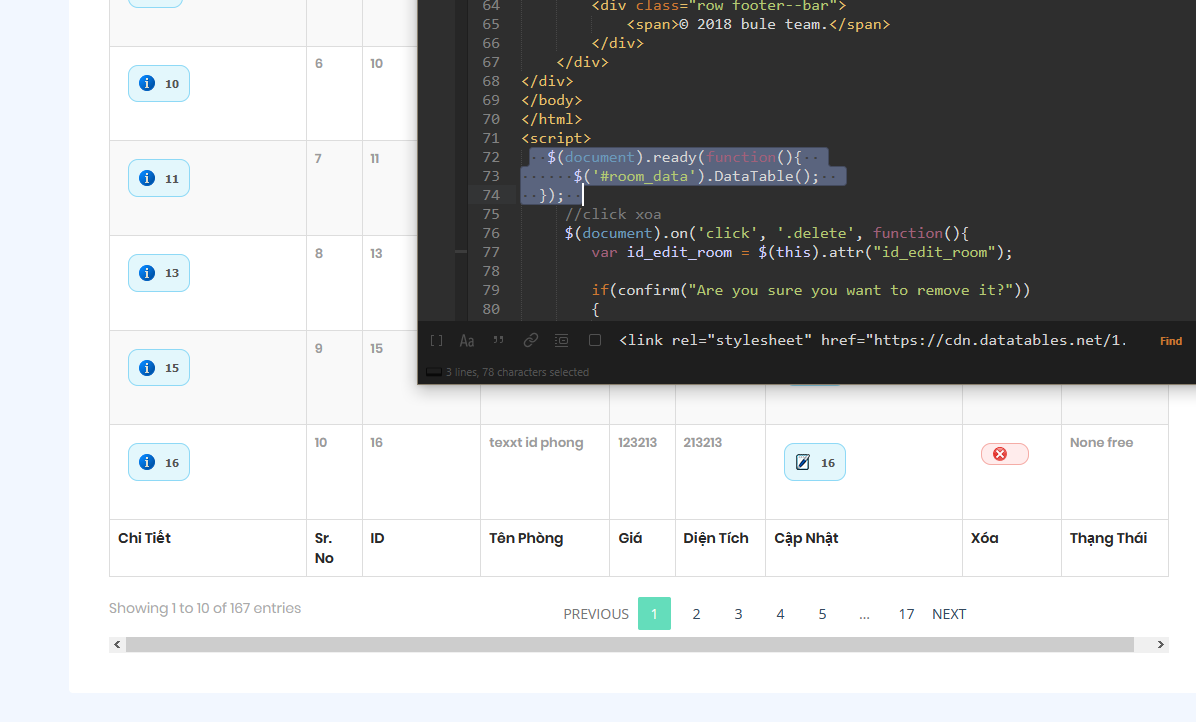 64 <div class="row footer--bar">
65 <span>© 2018 bule team.</span>
66 </div>
67 </div>
68 </div>
69 </body>
70 </html>
71 <script>
72 $(document).ready(function(){
73 $('#room_data').DataTable();
74 });
75 //click xoa
76 $(document).on('click', '.delete', function(){
77 var id_edit_room = $(this).attr("id_edit_room");
78
79 if(confirm("Are you sure you want to remove it?"))
80 {
[ ] Aa ” <link rel="stylesheet" href="https://cdn.datatables.net/1. Find
3 lines, 78 characters selected
10 6 10
11 7 11
13 8 13
15 9 15
16 10 16 texxt id phong 123213 213213 16 None free
Chi Tiết Sr. No ID Tên Phòng Giá Diện Tích Cập Nhật Xóa Thạng Thái
Showing 1 to 10 of 167 entries PREVIOUS 1 2 3 4 5 ... 17 NEXT